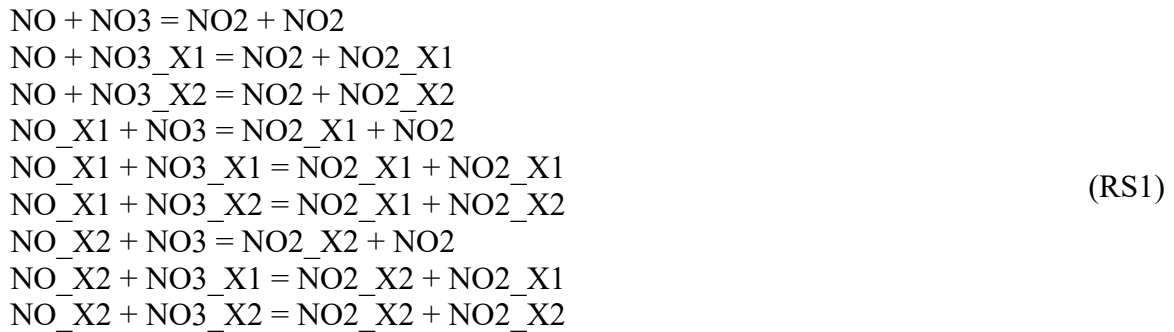 NO + NO3 = NO2 + NO2
NO + NO3_X1 = NO2 + NO2_X1
NO + NO3_X2 = NO2 + NO2_X2
NO_X1 + NO3 = NO2_X1 + NO2
NO_X1 + NO3_X1 = NO2_X1 + NO2_X1
NO_X1 + NO3_X2 = NO2_X1 + NO2_X2
NO_X2 + NO3 = NO2_X2 + NO2
NO_X2 + NO3_X1 = NO2_X2 + NO2_X1
NO_X2 + NO3_X2 = NO2_X2 + NO2_X2
(RS1)